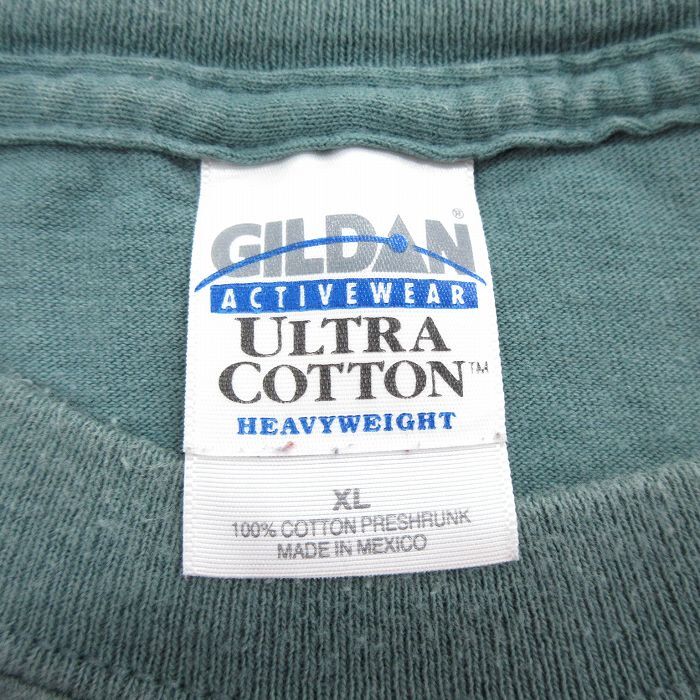 GILDAN®
ACTIVEWEAR
ULTRA
COTTON™
HEAVYWEIGHT
XL
100% COTTON PRESHRUNK
MADE IN MEXICO